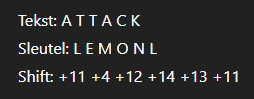 Tekst: A T T A C K
Sleutel: L E M O N L
Shift: +11 +4 +12 +14 +13 +11